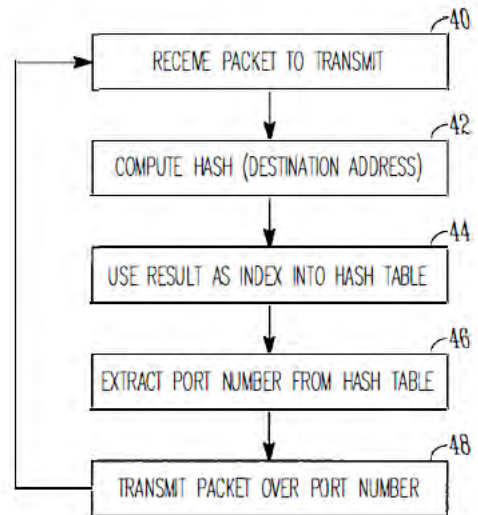 40
RECEIVE PACKET TO TRANSMIT
42
COMPUTE HASH (DESTINATION ADDRESS)
44
USE RESULT AS INDEX INTO HASH TABLE
46
EXTRACT PORT NUMBER FROM HASH TABLE
48
TRANSMIT PACKET OVER PORT NUMBER